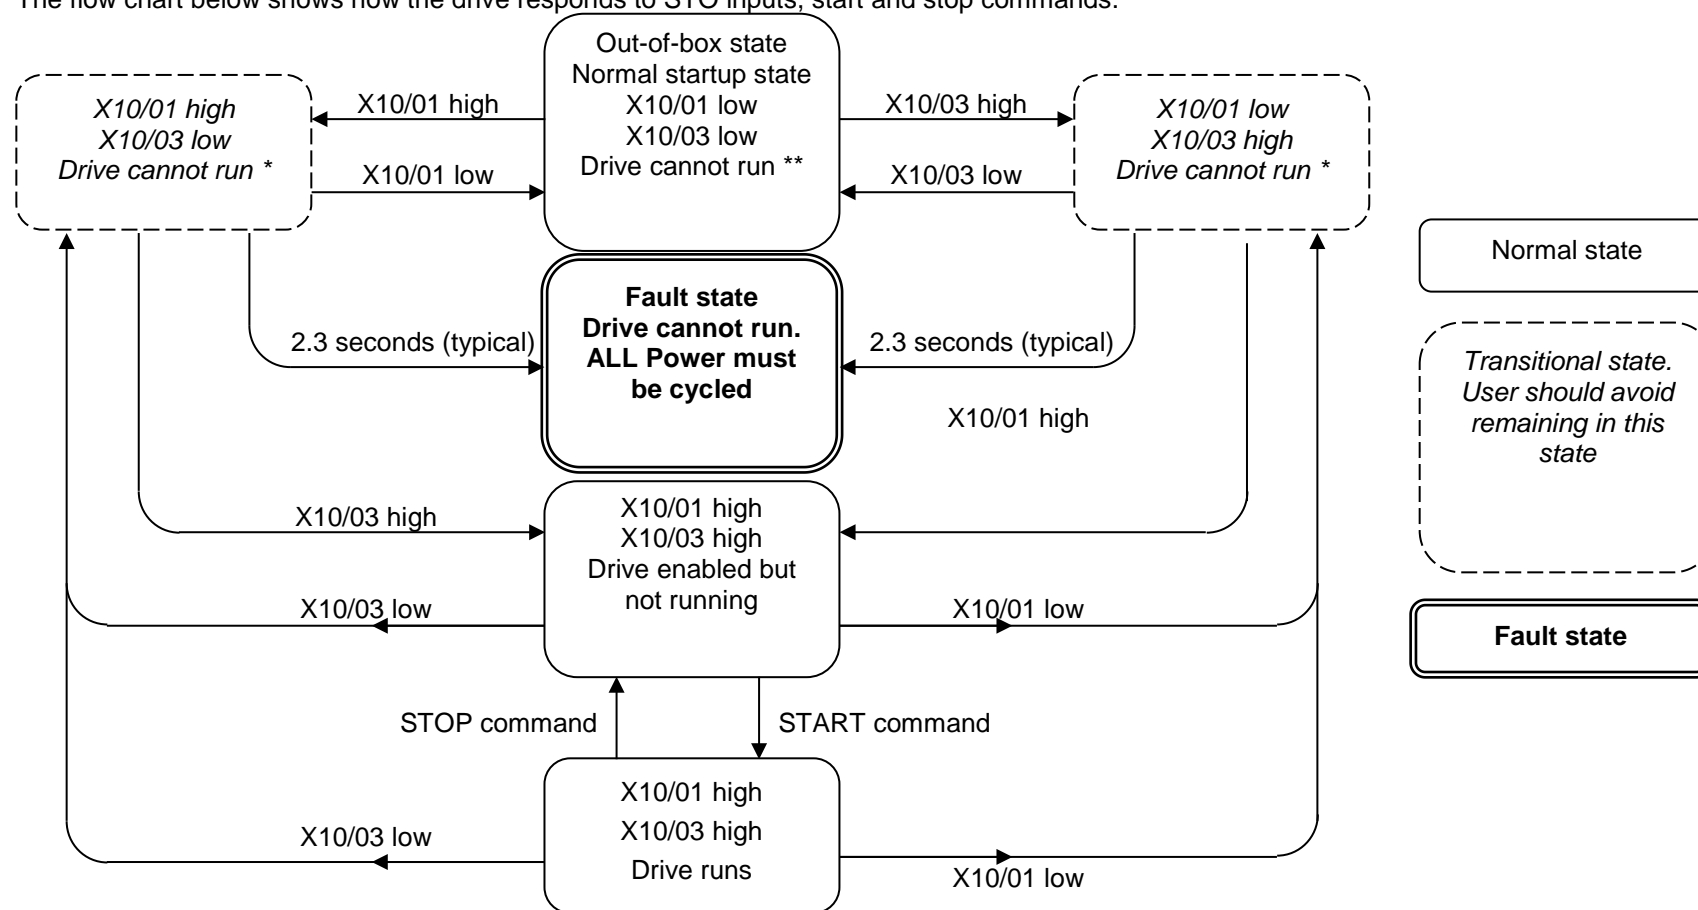 The flow chart below shows how the drive responds to STO inputs, start and stop commands.
Out-of-box state
Normal startup state
X10/01 low
X10/03 low
Drive cannot run **
X10/01 high
X10/03 low
Drive cannot run *
X10/01 high
X10/01 low
X10/03 high
X10/03 low
X10/01 low
X10/03 high
Drive cannot run *
Fault state
Drive cannot run.
ALL Power must
be cycled
2.3 seconds (typical)
2.3 seconds (typical)
X10/01 high
X10/03 high
X10/01 high
X10/03 high
Drive enabled but
not running
X10/03 low
X10/01 low
STOP command
START command
X10/01 high
X10/03 high
Drive runs
X10/03 low
X10/01 low
Normal state
Transitional state.
User should avoid
remaining in this
state
Fault state